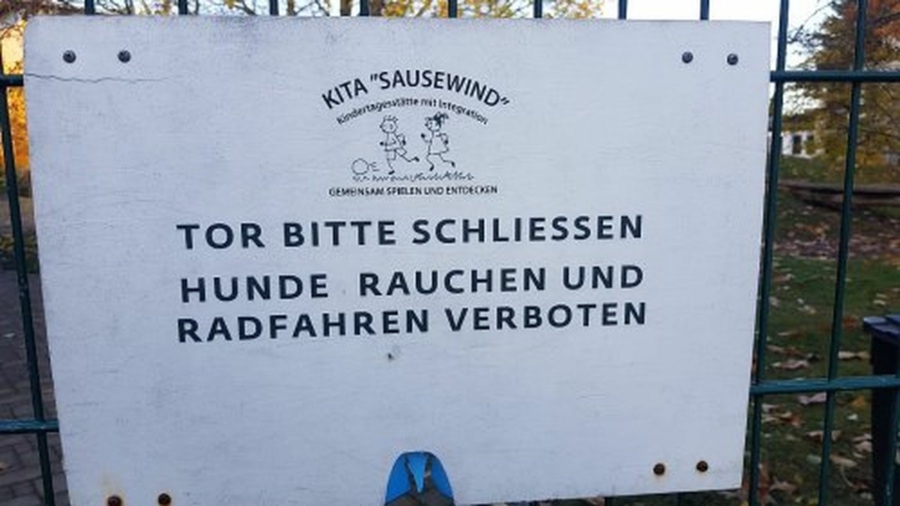 KITA "SAUSEWIND"
Kindertagesstätte mit Integration
GEMEINSAM SPIELEN UND ENTDECKEN
TOR BITTE SCHLIESSEN
HUNDE RAUCHEN UND
RADFAHREN VERBOTEN